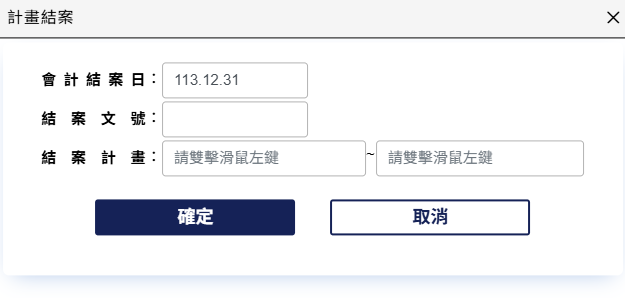 計畫結案
會計結案日： 113.12.31
結案文號：
結案計畫： 請雙擊滑鼠左鍵 ~ 請雙擊滑鼠左鍵
確定 取消